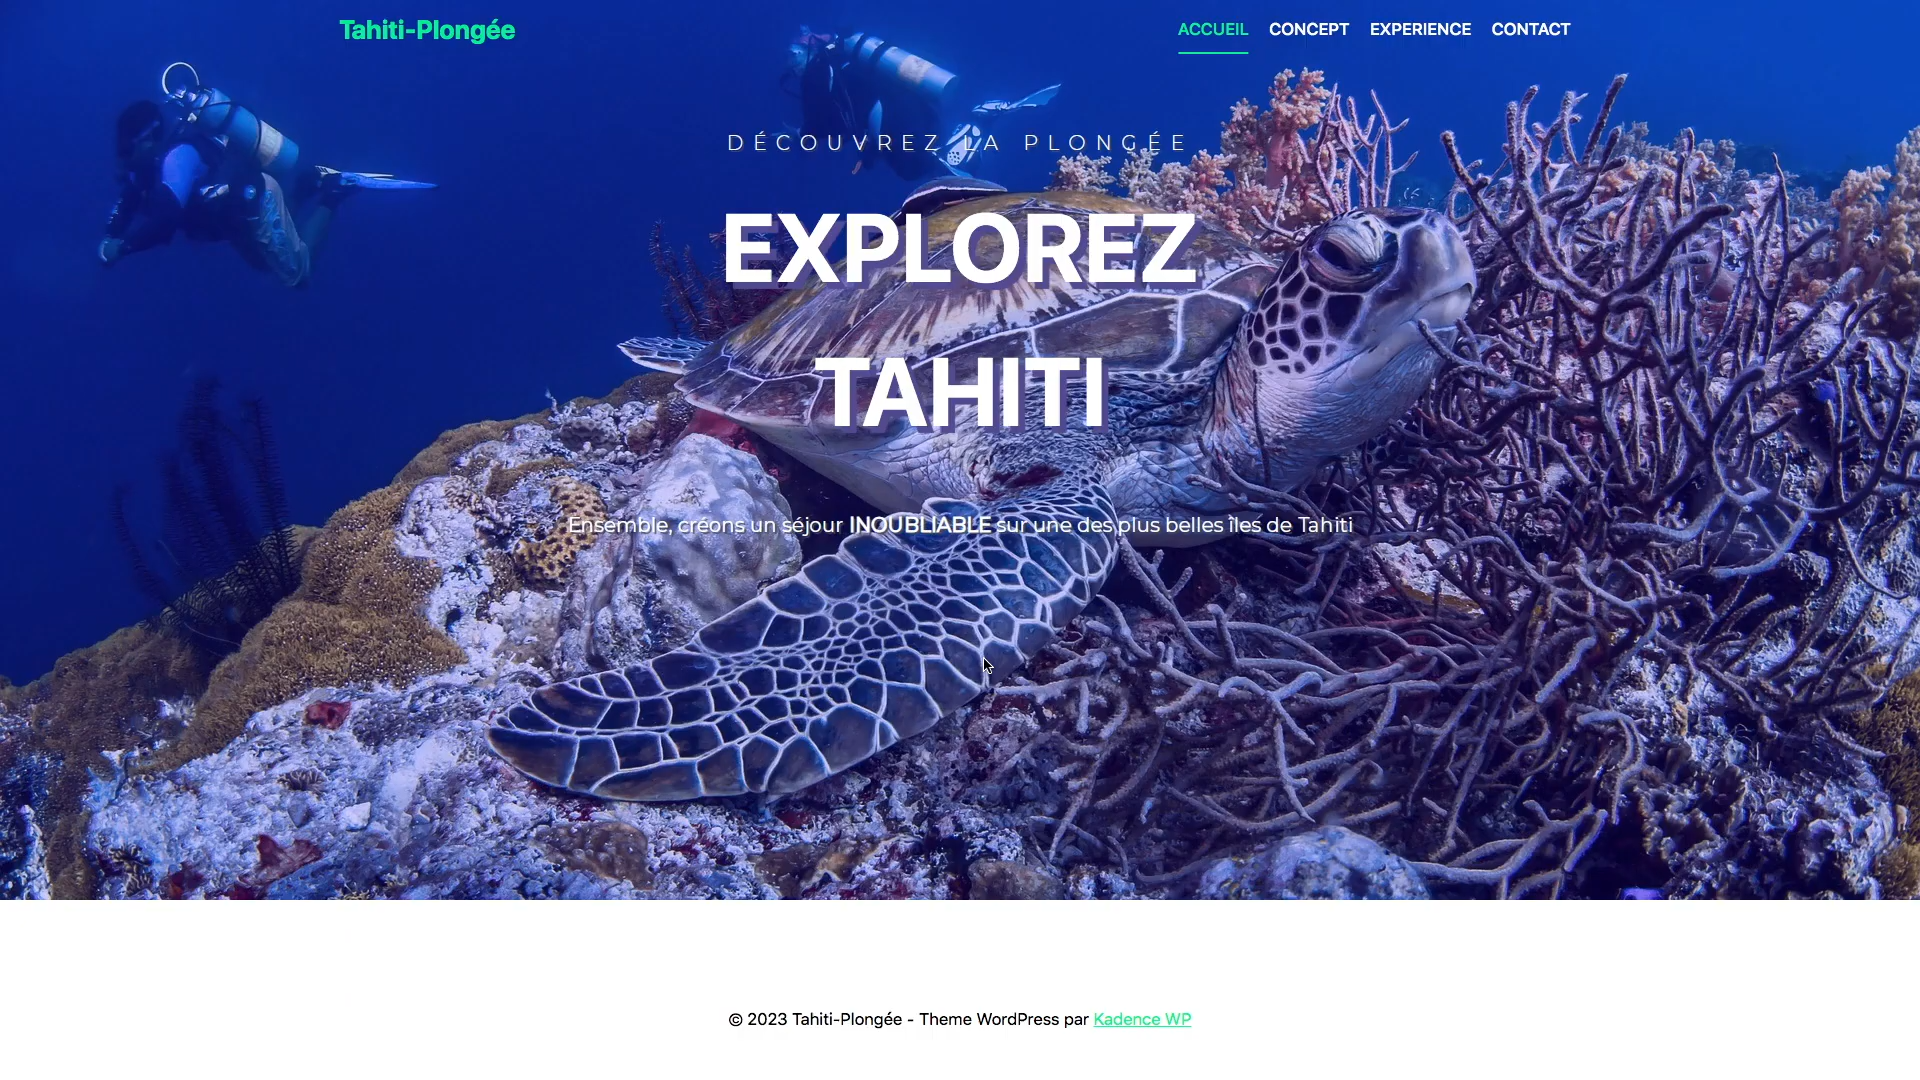 Tahiti-Plongée
ACCUEIL CONCEPT EXPERIENCE CONTACT
DÉCOUVREZ LA PLONGÉE
EXPLOREZ
TAHITI
Ensemble, créons un séjour INOUBLIABLE sur une des plus belles îles de Tahiti
© 2023 Tahiti-Plongée - Theme WordPress par Kadence WP